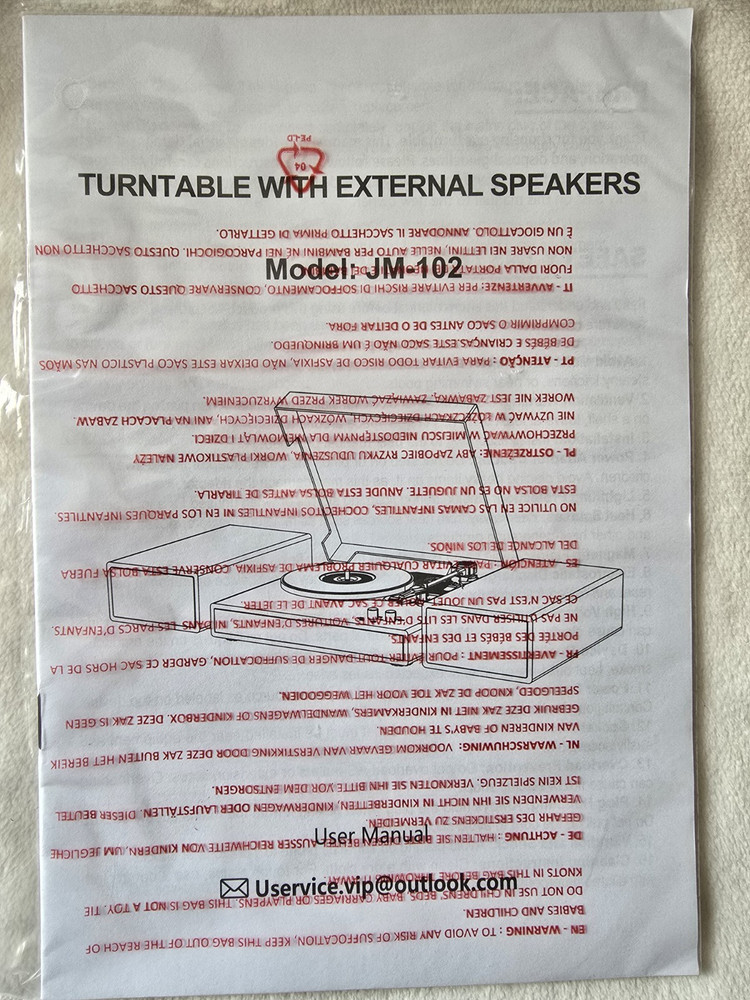 TURNTABLE WITH EXTERNAL SPEAKERS
Model: JM-102
User Manual
Uservice.vip@outlook.com
EN - WARNING : TO AVOID ANY RISK OF SUFFOCATION, KEEP THIS BAG OUT OF THE REACH OF
BABIES AND CHILDREN.
DO NOT USE IN CHILDRENS' BEDS, BABY CARRIAGES OR PLAYPENS. THIS BAG IS NOT A TOY. TIE
KNOTS IN THIS BAG BEFORE THROWING IT AWAY.
DE - ACHTUNG : HALTEN SIE BITTE DIESEN BEUTEL AUSSER REICHWEITE VON KINDERN, UM JEGLICHE
GEFAHR DES ERSTICKENS ZU VERMEIDEN.
VERWENDEN SIE IHN NICHT IN KINDERBETTEN, KINDERWAGEN ODER LAUFSTÄLLEN. DIESER BEUTEL
IST KEIN SPIELZEUG. VERKNOTEN SIE IHN BITTE VOR DEM ENTSORGEN.
NL - WAARSCHUWING: VOORKOM GEVAAR VAN VERSTIKKING DOOR DEZE ZAK BUITEN HET BEREIK
VAN KINDEREN OF BABY'S TE HOUDEN.
GEBRUIK DEZE ZAK NIET IN KINDERKAMERS, WANDELWAGENS OF KINDERBOX. DEZE ZAK IS GEEN
SPEELGOED, KNOOP DE ZAK TOE VOOR HET WEGGOOIEN.
FR - AVERTISSEMENT : POUR EVITER TOUT DANGER DE SUFFOCATION, GARDER CE SAC HORS DE LA
PORTÉE DES BÉBÉS ET DES ENFANTS.
NE PAS UTILISER DANS LES LITS D'ENFANTS, VOITURES D'ENFANTS, NI DANS LES PARCS D'ENFANTS.
CE SAC N'EST PAS UN JOUET. NOUER CE SAC AVANT DE LE JETER.
ES - ATENCIÓN: PARA EVITAR CUALQUIER PROBLEMA DE ASFIXIA. CONSERVE ESTA BOLSA FUERA
DEL ALCANCE DE LOS NIÑOS.
NO UTILICE EN LAS CAMAS INFANTILES, COCHECITOS INFANTILES NI EN LOS PARQUES INFANTILES.
ESTA BOLSA NO ES UN JUGUETE. ANUDE ESTA BOLSA ANTES DE TIRARLA.
PL - OSTRZEŻENIE: ABY ZAPOBIEC RYZYKU UDUSZENIA, WORKI PLASTIKOWE NALEŻY
PRZECHOWYWAĆ W MIEJSCU NIEDOSTĘPNYM DLA NIEMOWLĄT I DZIECI.
NIE UŻYWAĆ W ŁÓŻECZKACH DZIECIĘCYCH, WÓZKACH DZIECIĘCYCH, ANI NA PLACACH ZABAW.
WOREK NIE JEST ZABAWKĄ. ZAWIĄZAĆ WOREK PRZED WYRZUCENIEM.
PT - ATENÇÃO : PARA EVITAR TODO RISCO DE ASFIXIA, NÃO DEIXAR ESTE SACO PLASTICO NAS MÃOS
DE BÉBÉS E CRIANÇAS. ESTE SACO NÃO É UM BRINQUEDO.
COMPRIMIR O SACO ANTES DE O DEITAR FORA.
IT - AVVERTENZE: PER EVITARE RISCHI DI SOFFOCAMENTO, CONSERVARE QUESTO SACCHETTO
FUORI DALLA PORTATA DEI NEONATI E DEI BAMBINI.
NON USARE NEI LETTINI, NELLE AUTO PER BAMBINI NE NEI PARCOGIOCHI. QUESTO SACCHETTO NON
È UN GIOCATTOLO. ANNODARE IL SACCHETTO PRIMA DI GETTARLO.
04
PE-LD